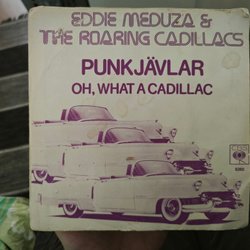 EDDIE MEDUZA &
THE ROARING CADILLACS
PUNKJÄVLAR
OH, WHAT A CADILLAC
CBS